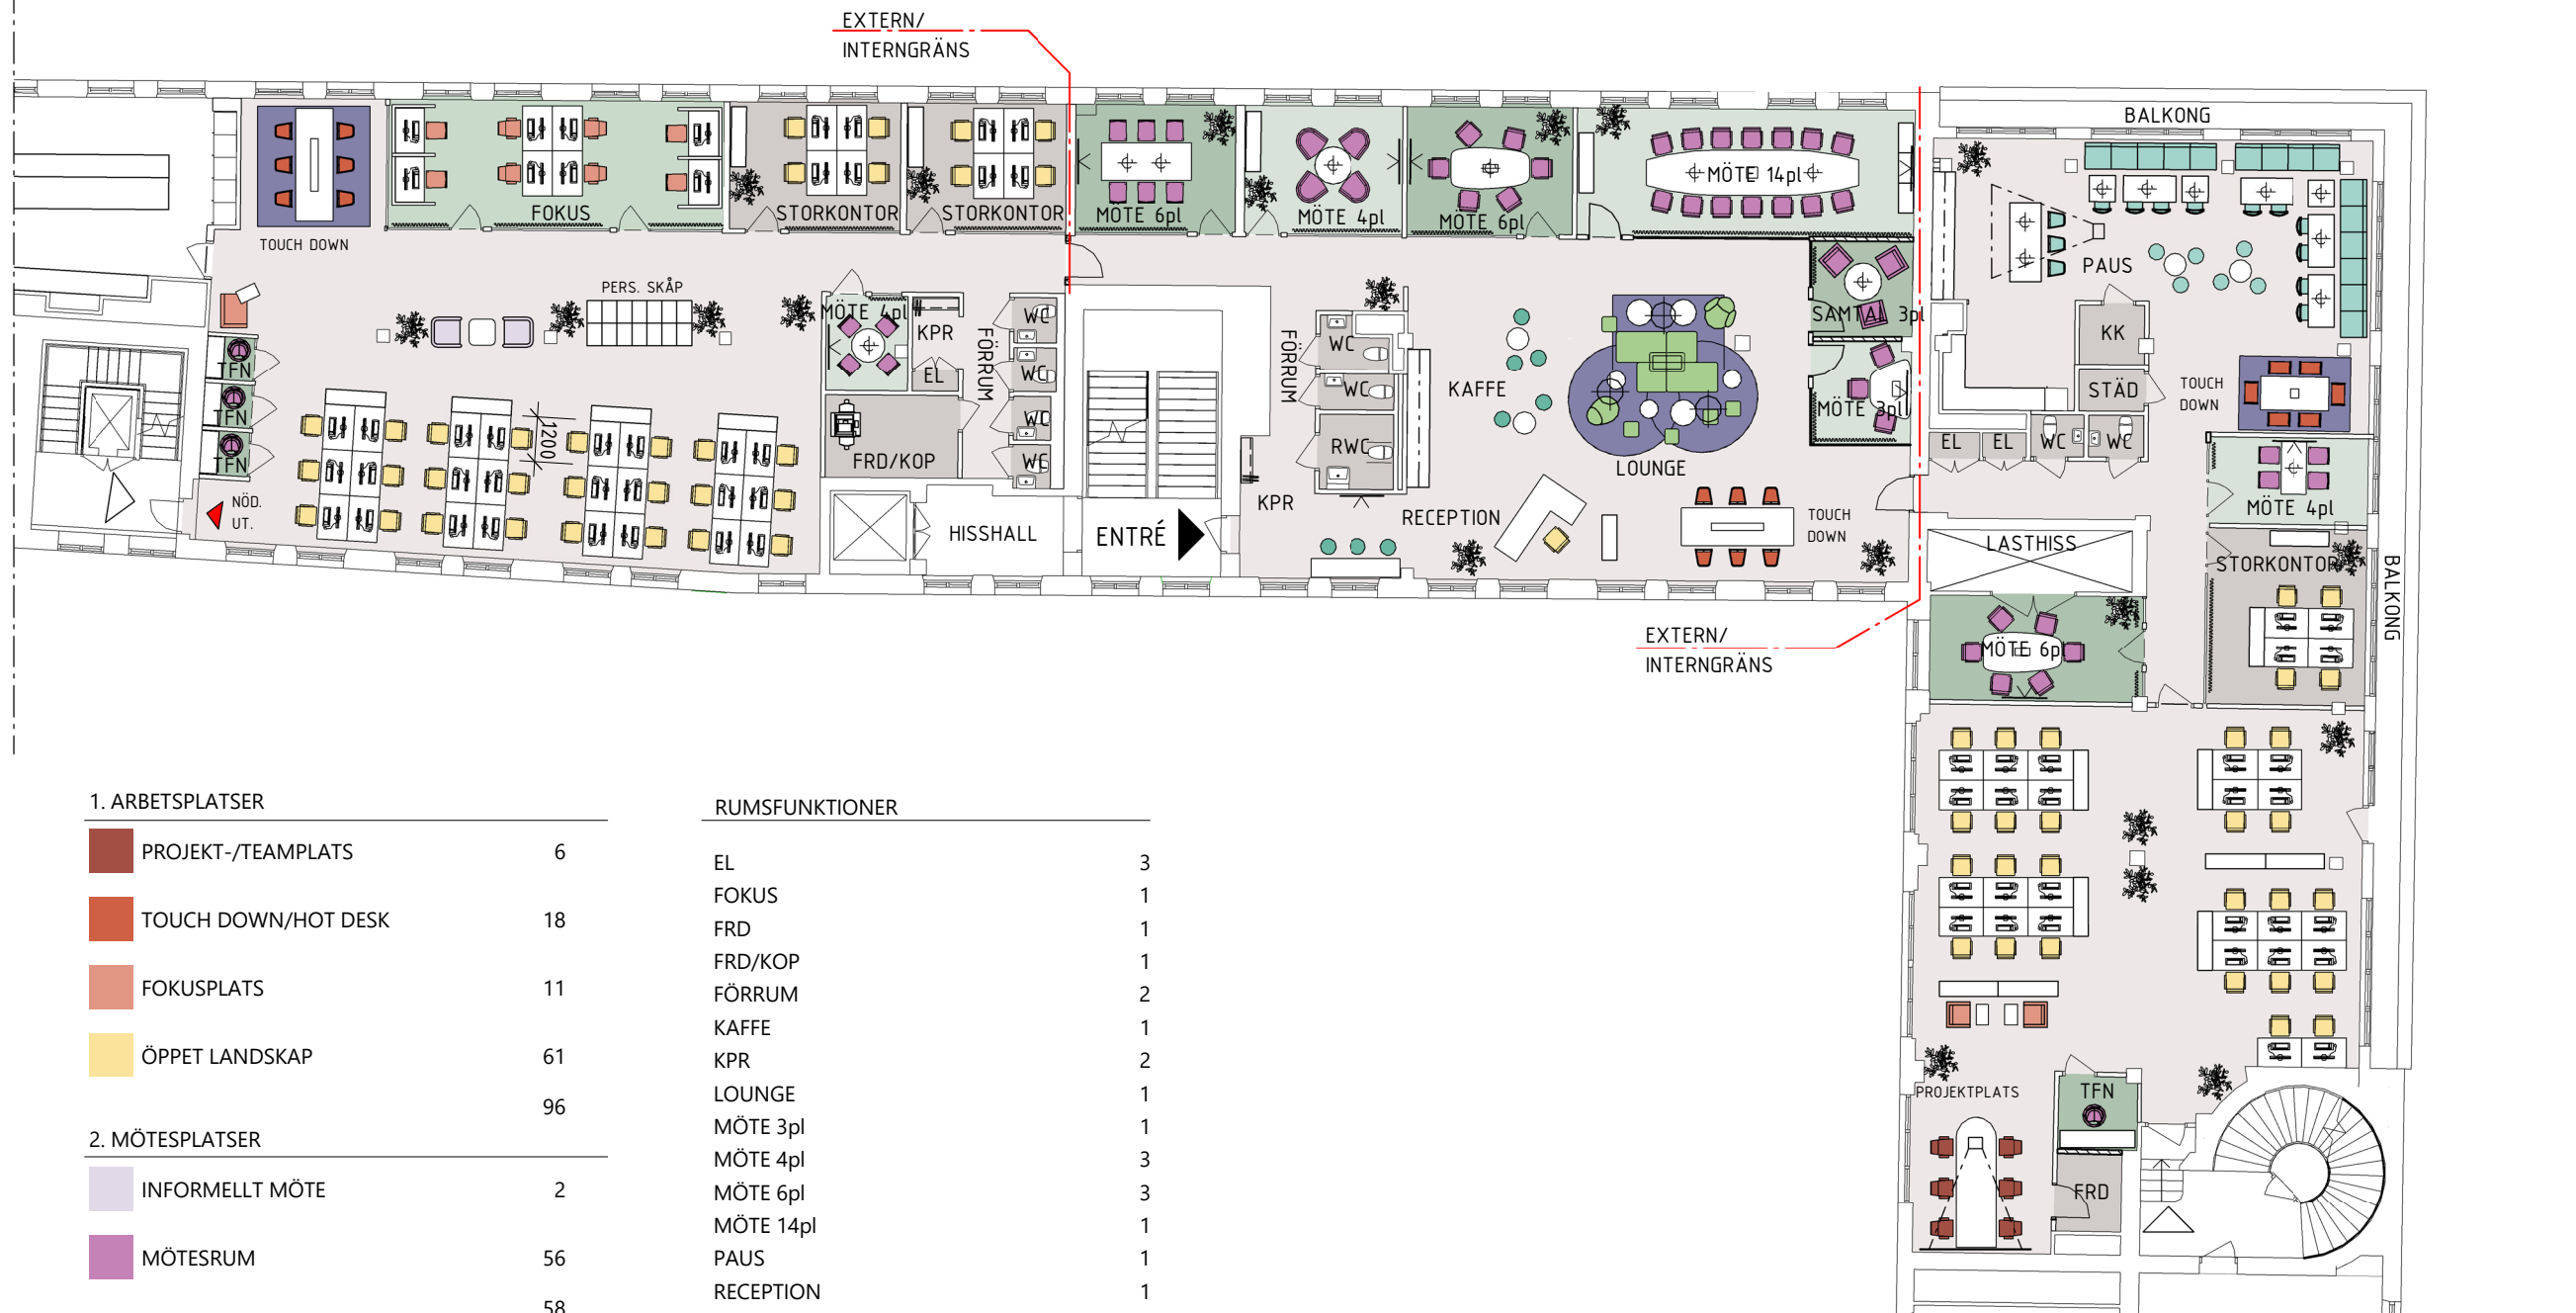 EXTERN/
INTERNGRÄNS
BALKONG
TOUCH DOWN
FOKUS
STORKONTOR
STORKONTOR
MÖTE 6pl
MÖTE 4pl
MÖTE 6pl
MÖTE 14pl
PERS. SKÅP
MÖTE 4pl
KPR
EL
FÖRRUM
WC
WC
WC
WC
FÖRRUM
WC
WC
RWC
KAFFE
LOUNGE
SAMTAL 3pl
MÖTE 3pl
PAUS
KK
STÄD
TOUCH
DOWN
EL
EL
WC
WC
MÖTE 4pl
TFN
TFN
TFN
NÖD.
UT.
1200
FRD/KOP
HISSHALL
ENTRÉ
KPR
RECEPTION
TOUCH
DOWN
LASTHISS
STORKONTOR
BALKONG
MÖTE 6pl
EXTERN/
INTERNGRÄNS
PROJEKTPLATS
TFN
FRD
1. ARBETSPLATSER
PROJEKT-/TEAMPLATS 6
TOUCH DOWN/HOT DESK 18
FOKUSPLATS 11
ÖPPET LANDSKAP 61
96
2. MÖTESPLATSER
INFORMELLT MÖTE 2
MÖTESRUM 56
58
RUMSFUNKTIONER
EL 3
FOKUS 1
FRD 1
FRD/KOP 1
FÖRRUM 2
KAFFE 1
KPR 2
LOUNGE 1
MÖTE 3pl 1
MÖTE 4pl 3
MÖTE 6pl 3
MÖTE 14pl 1
PAUS 1
RECEPTION 1